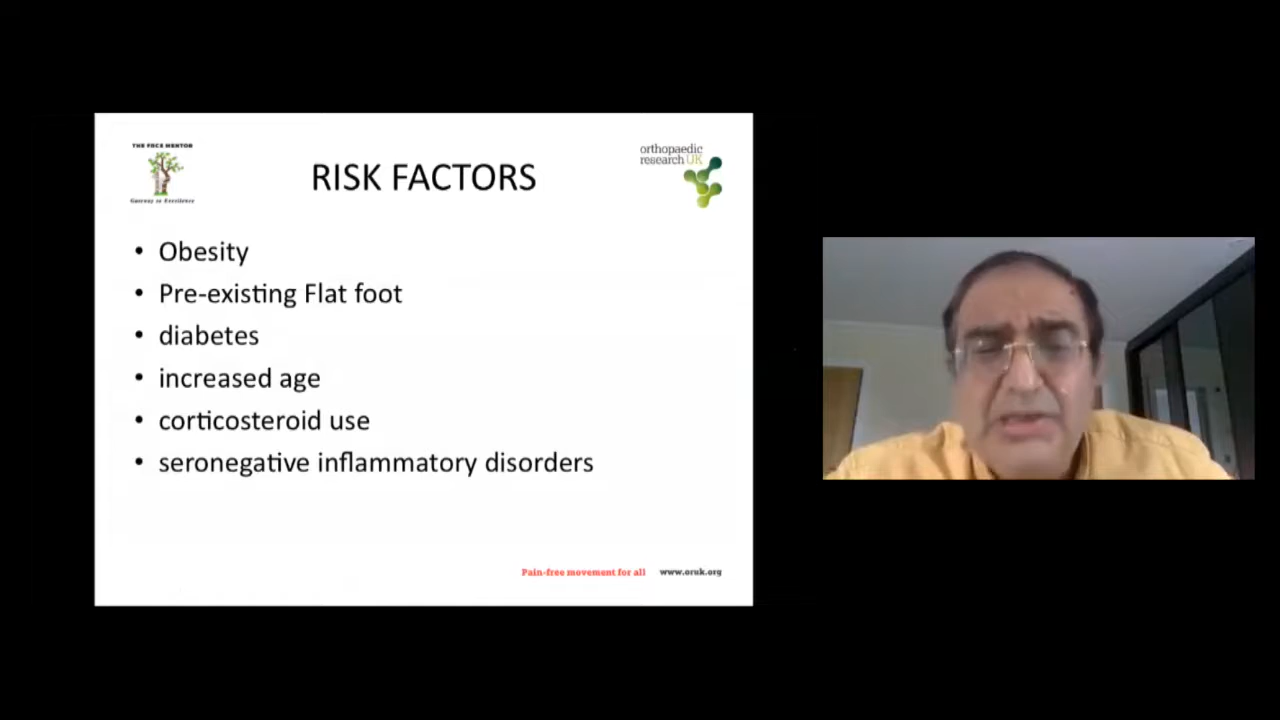 THE FRCS MENTOR
Gateway to Excellence
RISK FACTORS
orthopaedic
research UK
• Obesity
• Pre-existing Flat foot
• diabetes
• increased age
• corticosteroid use
• seronegative inflammatory disorders
Pain-free movement for all www.oruk.org